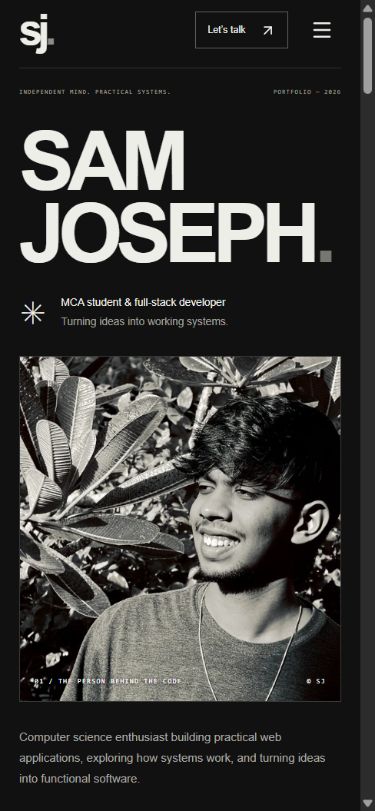 sj.
Let's talk
INDEPENDENT MIND. PRACTICAL SYSTEMS.
PORTFOLIO — 2026
SAM
JOSEPH.
MCA student & full-stack developer
Turning ideas into working systems.
01 / THE PERSON BEHIND THE CODE
© SJ
Computer science enthusiast building practical web
applications, exploring how systems work, and turning ideas
into functional software.